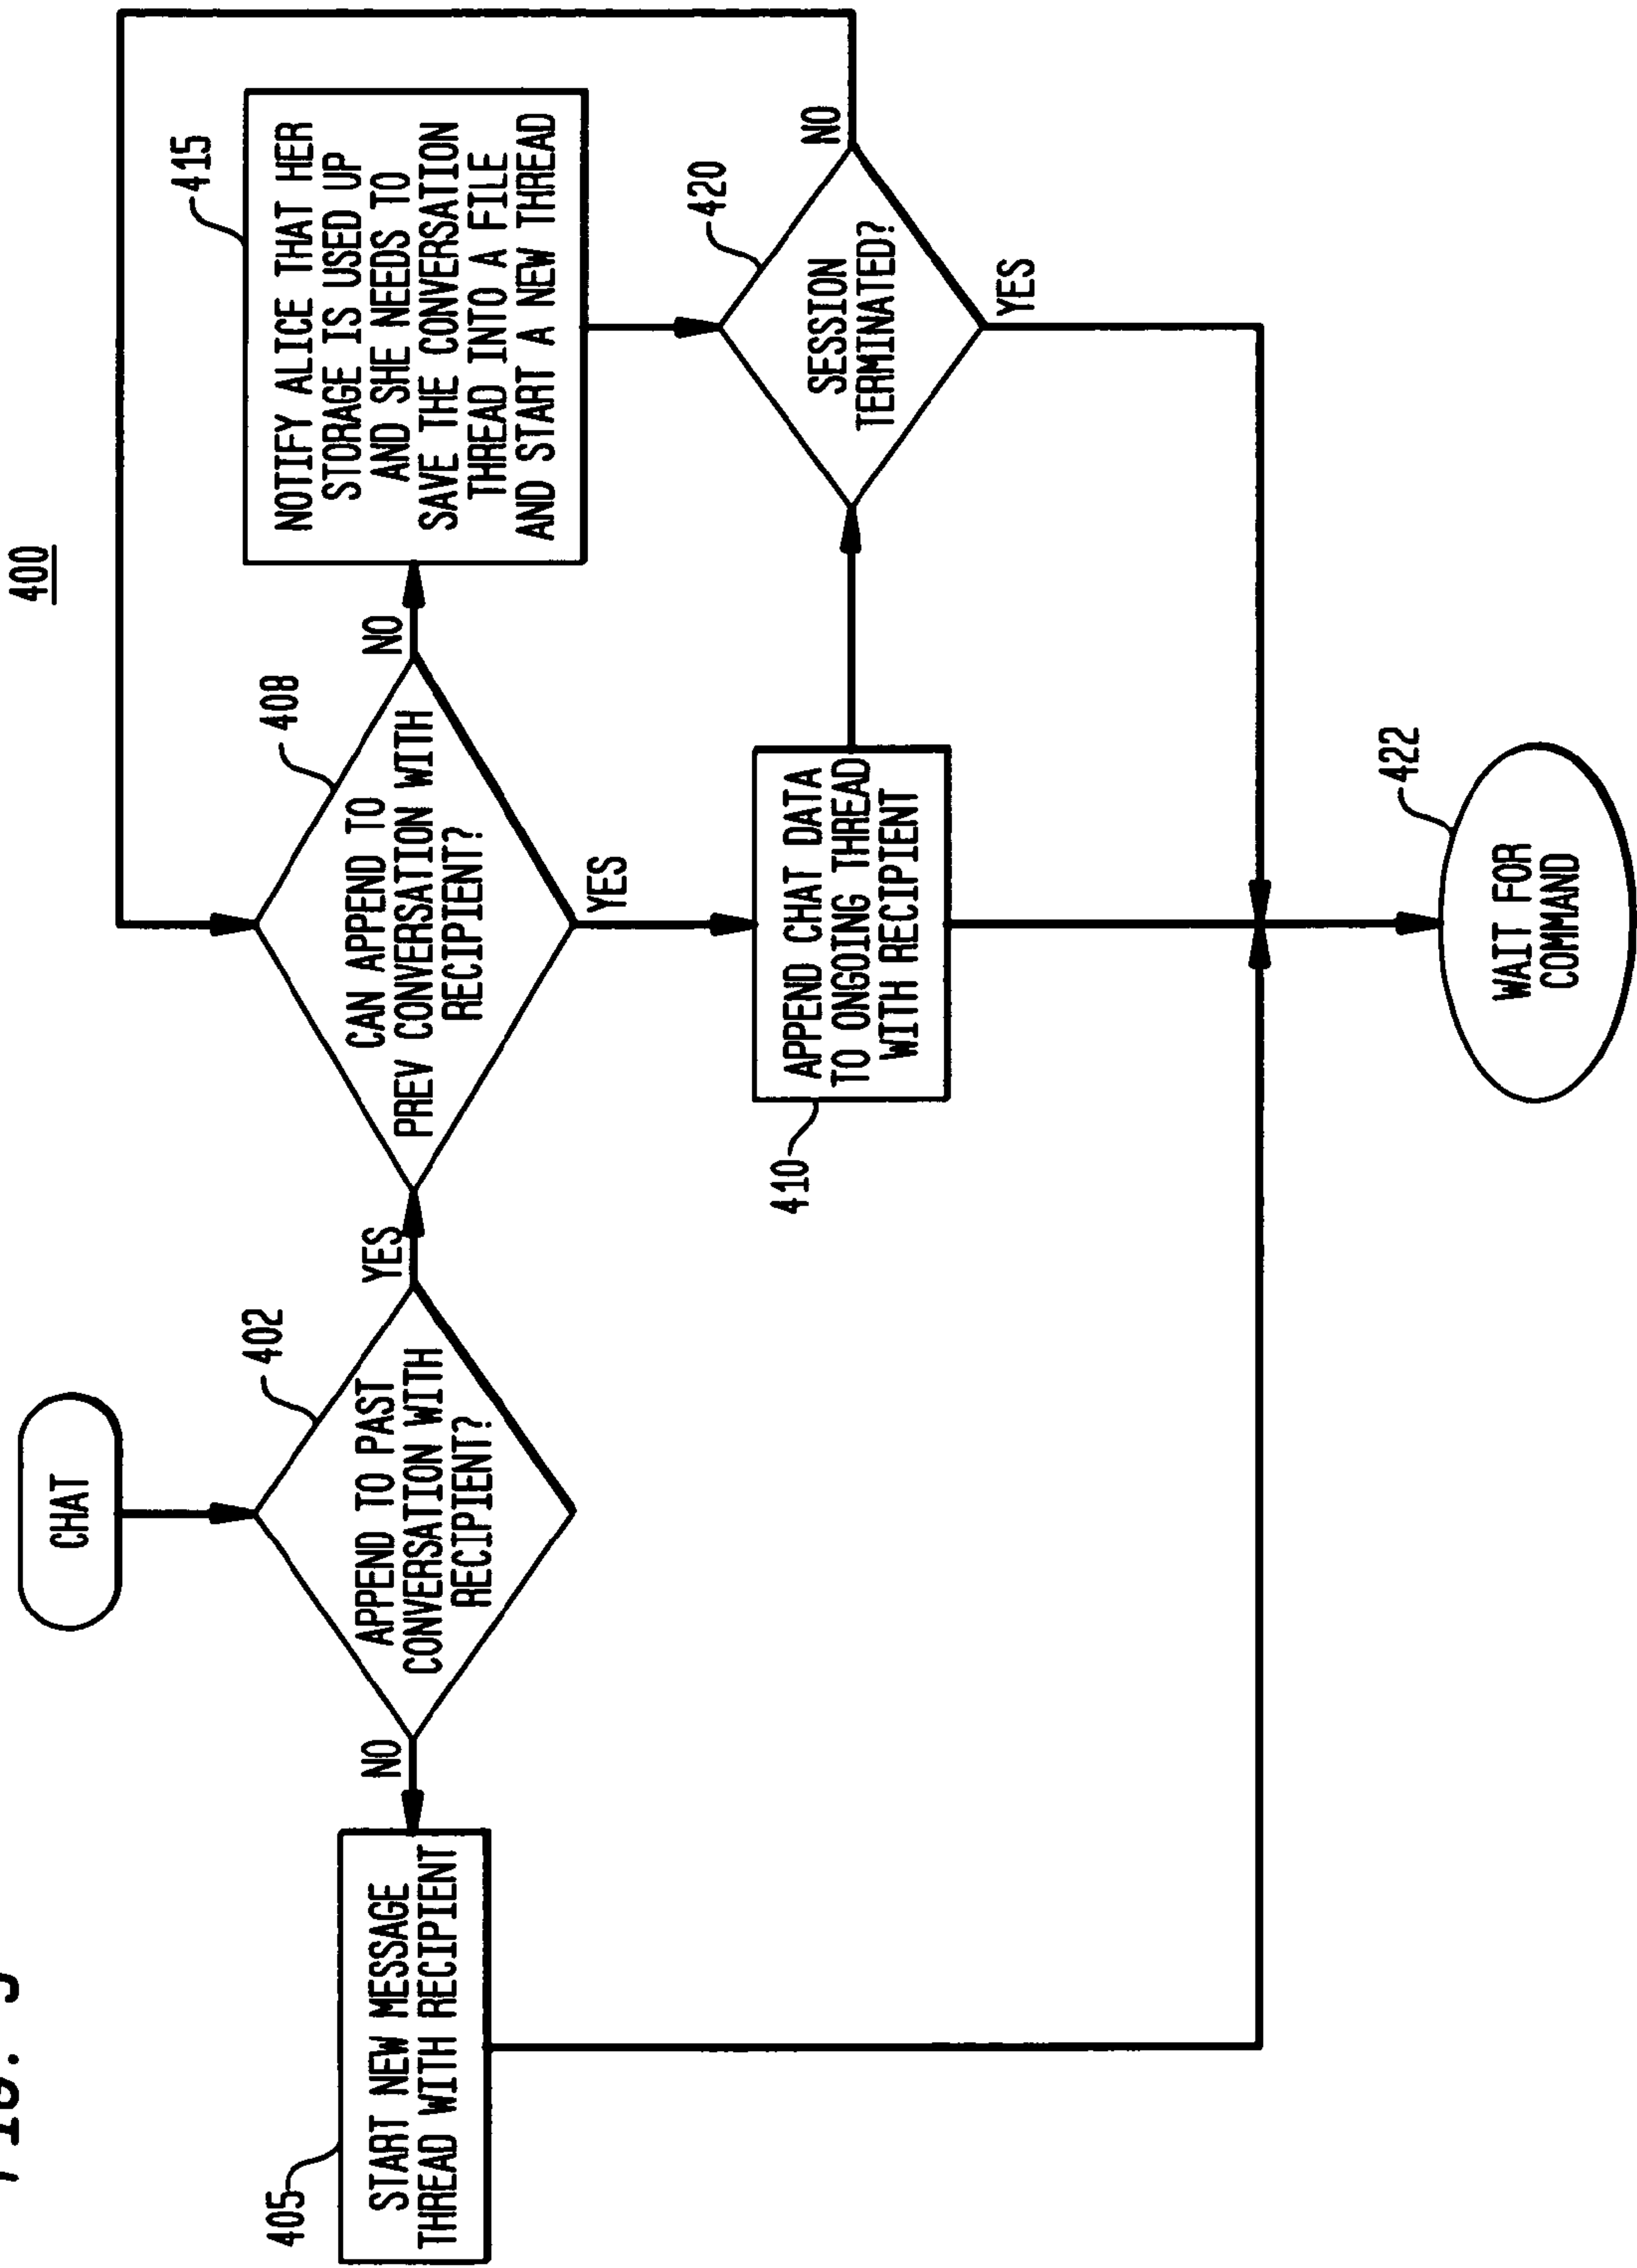 FIG. 5
400
CHAT
402
APPEND TO PAST
CONVERSATION WITH
RECIPIENT?
NO
YES
405
START NEW MESSAGE
THREAD WITH RECIPIENT
408
CAN APPEND TO
PREV CONVERSATION WITH
RECIPIENT?
NO
YES
415
NOTIFY ALICE THAT HER
STORAGE IS USED UP
AND SHE NEEDS TO
SAVE THE CONVERSATION
THREAD INTO A FILE
AND START A NEW THREAD
410
APPEND CHAT DATA
TO ONGOING THREAD
WITH RECIPIENT
420
SESSION
TERMINATED?
NO
YES
422
WAIT FOR
COMMAND